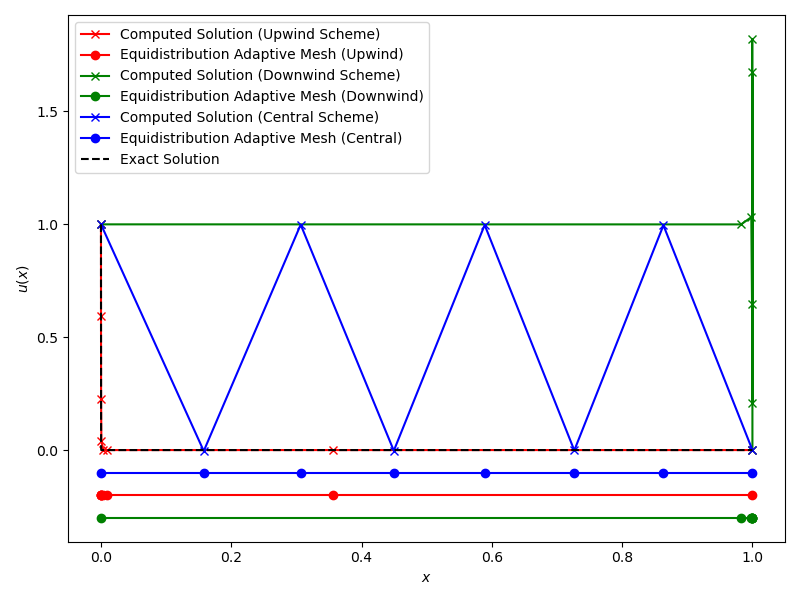 Computed Solution (Upwind Scheme)
Equidistribution Adaptive Mesh (Upwind)
Computed Solution (Downwind Scheme)
Equidistribution Adaptive Mesh (Downwind)
Computed Solution (Central Scheme)
Equidistribution Adaptive Mesh (Central)
Exact Solution
1.5
1.0
0.5
0.0
u(x)
0.0 0.2 0.4 0.6 0.8 1.0
x